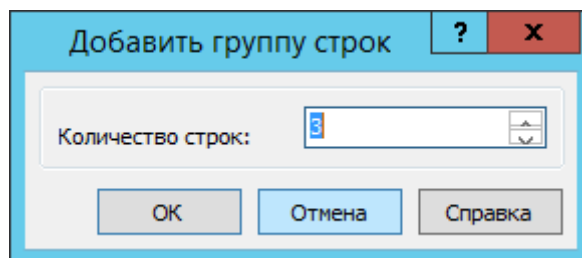 Добавить группу строк
? x
Количество строк: 3
ОК Отмена Справка